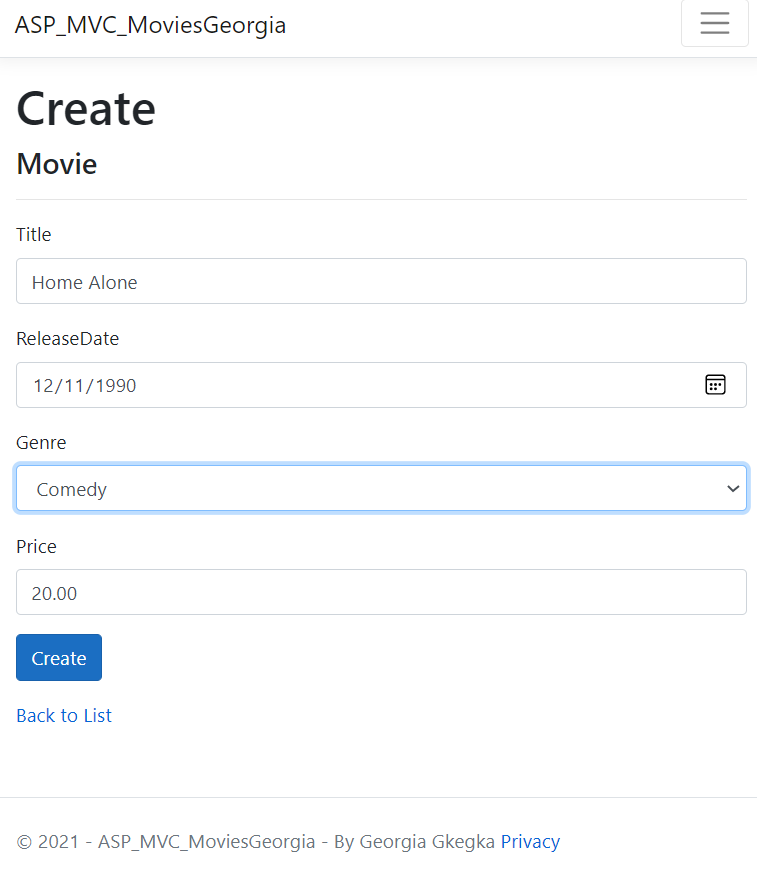 ASP_MVC_MoviesGeorgia
Create
Movie
Title
Home Alone
ReleaseDate
12/11/1990
Genre
Comedy
Price
20.00
Create
Back to List
© 2021 - ASP_MVC_MoviesGeorgia - By Georgia Gkegka Privacy